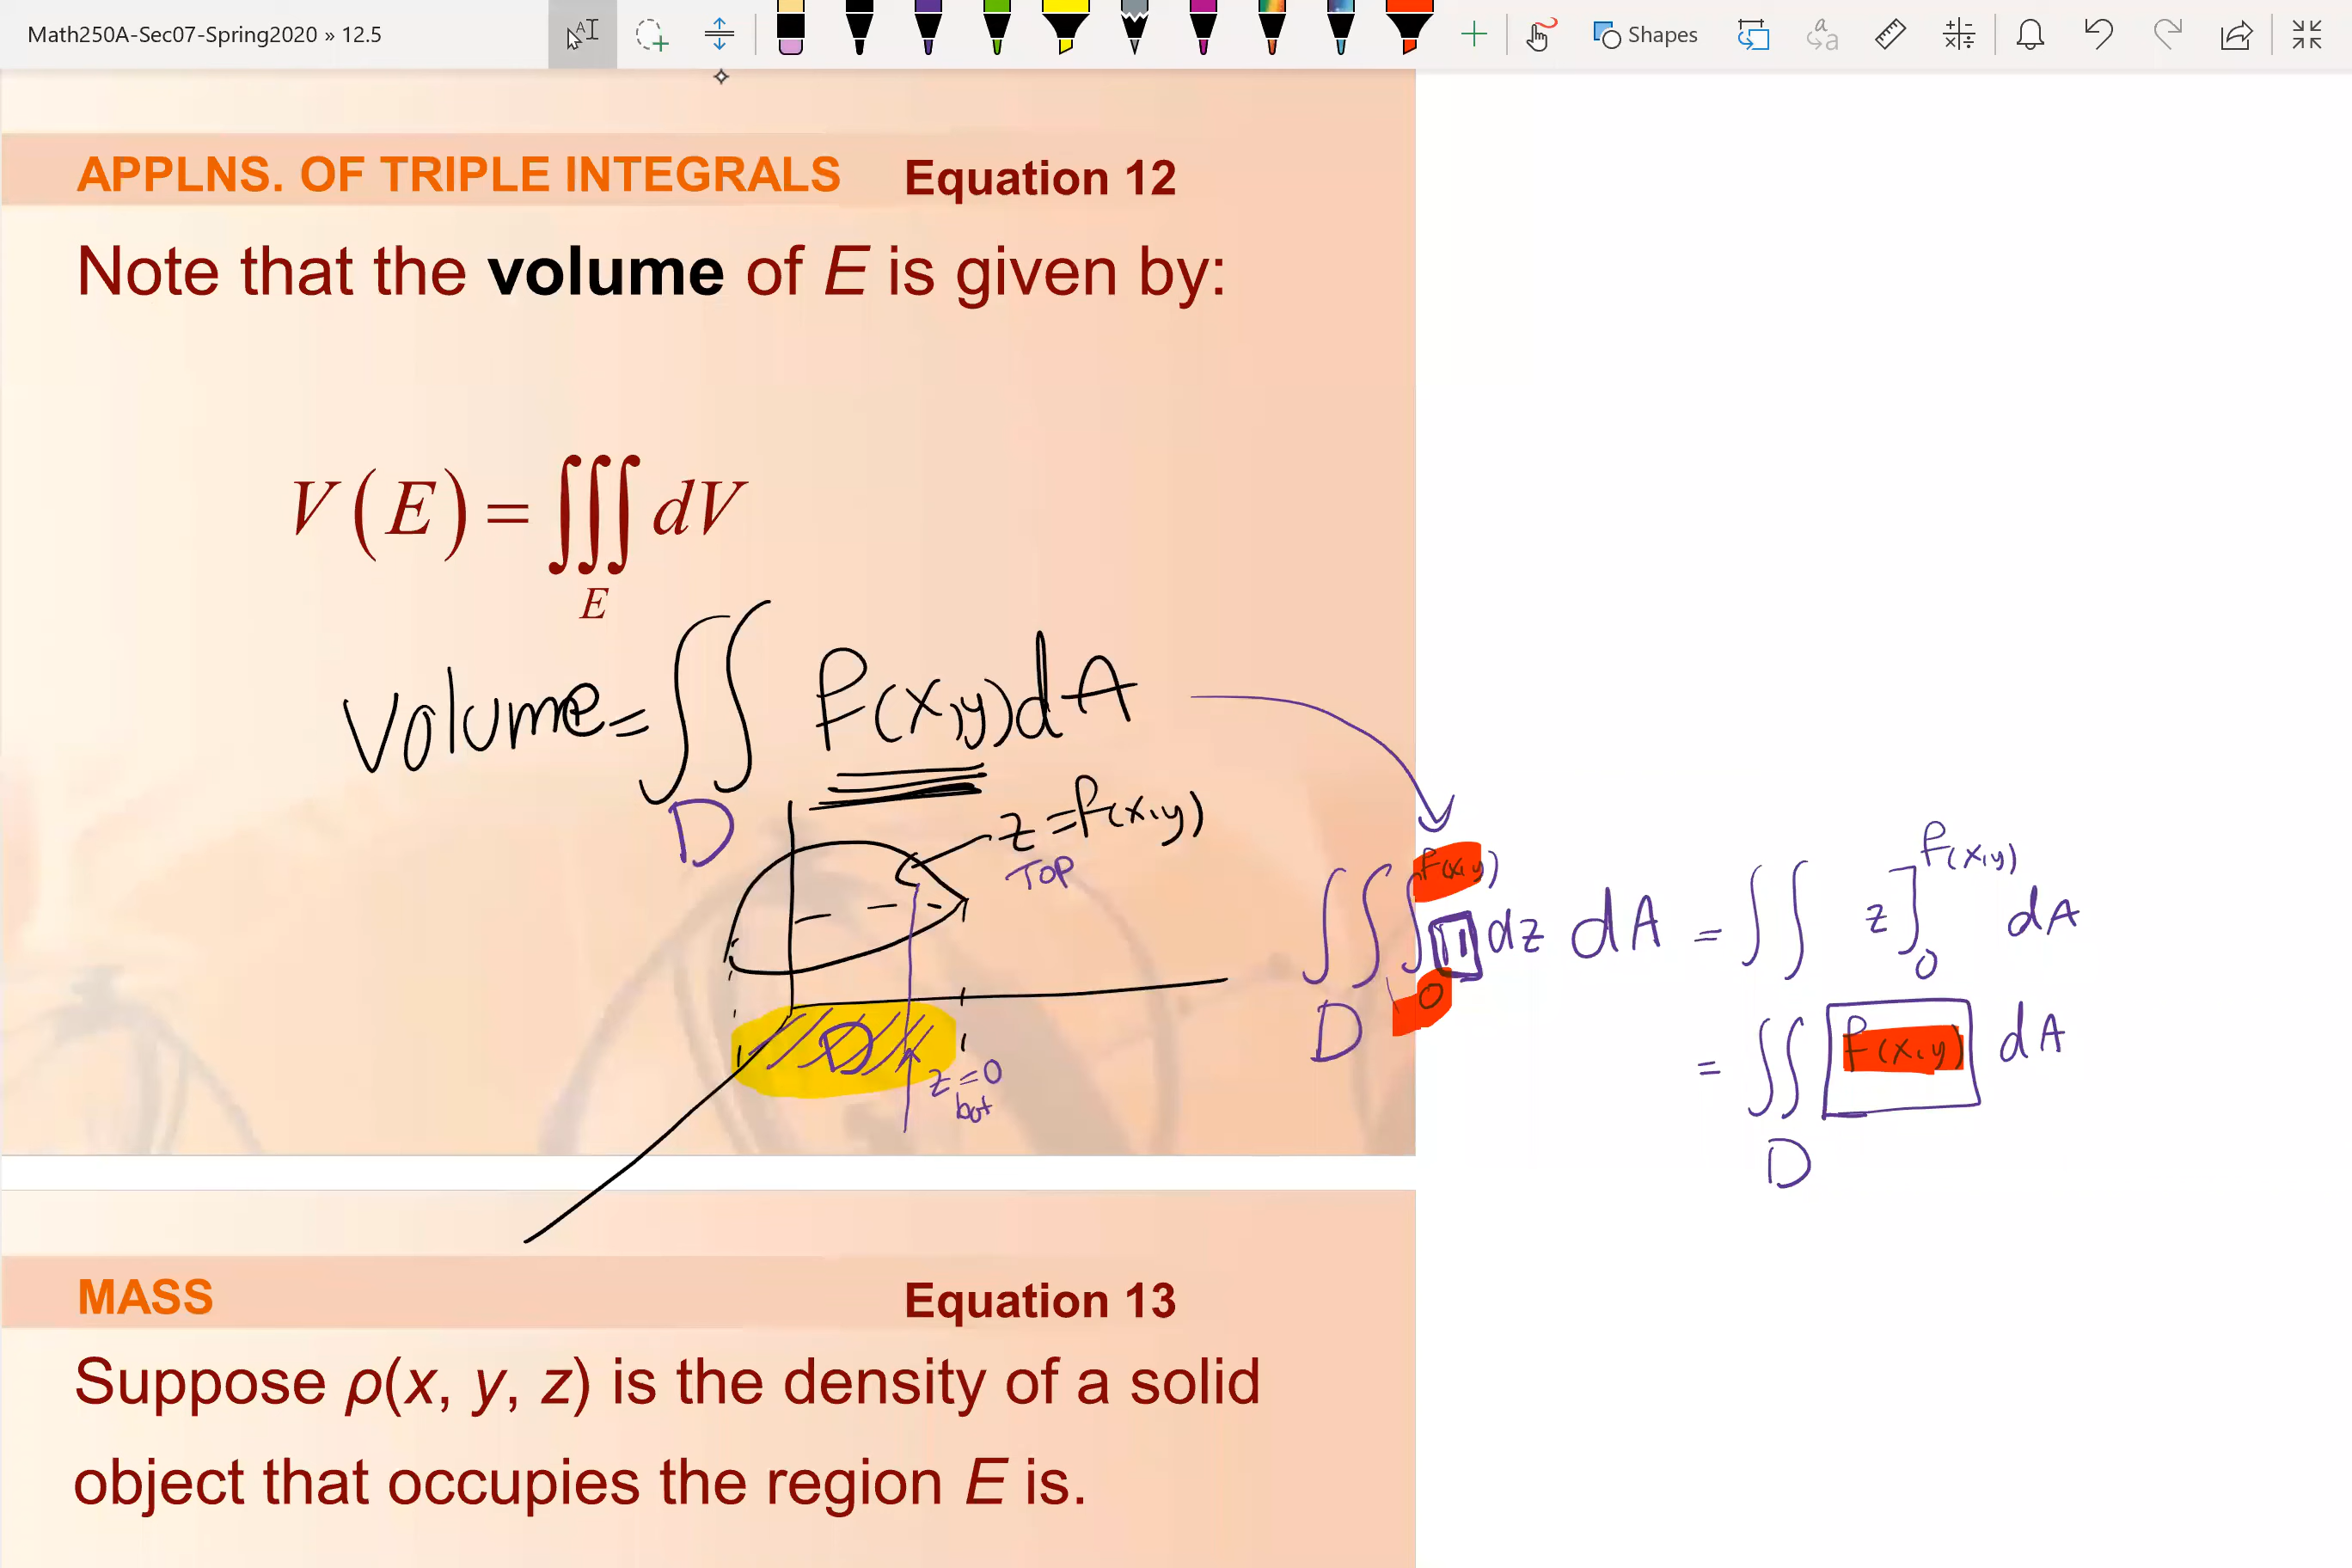 Math250A-Sec07-Spring2020 » 12.5
Shapes
APPLNS. OF TRIPLE INTEGRALS Equation 12
Note that the volume of E is given by:
V(E) = ∭ dV
E
Volume = ∬ f(x,y) dA
D
z = f(x,y)
TOP
D
z = 0
bot
f(x,y)
∫∫∫ 1 dz dA = ∫∫ z]₀^f(x,y) dA
0
D
= ∬ f(x,y) dA
D
MASS Equation 13
Suppose ρ(x, y, z) is the density of a solid
object that occupies the region E is.